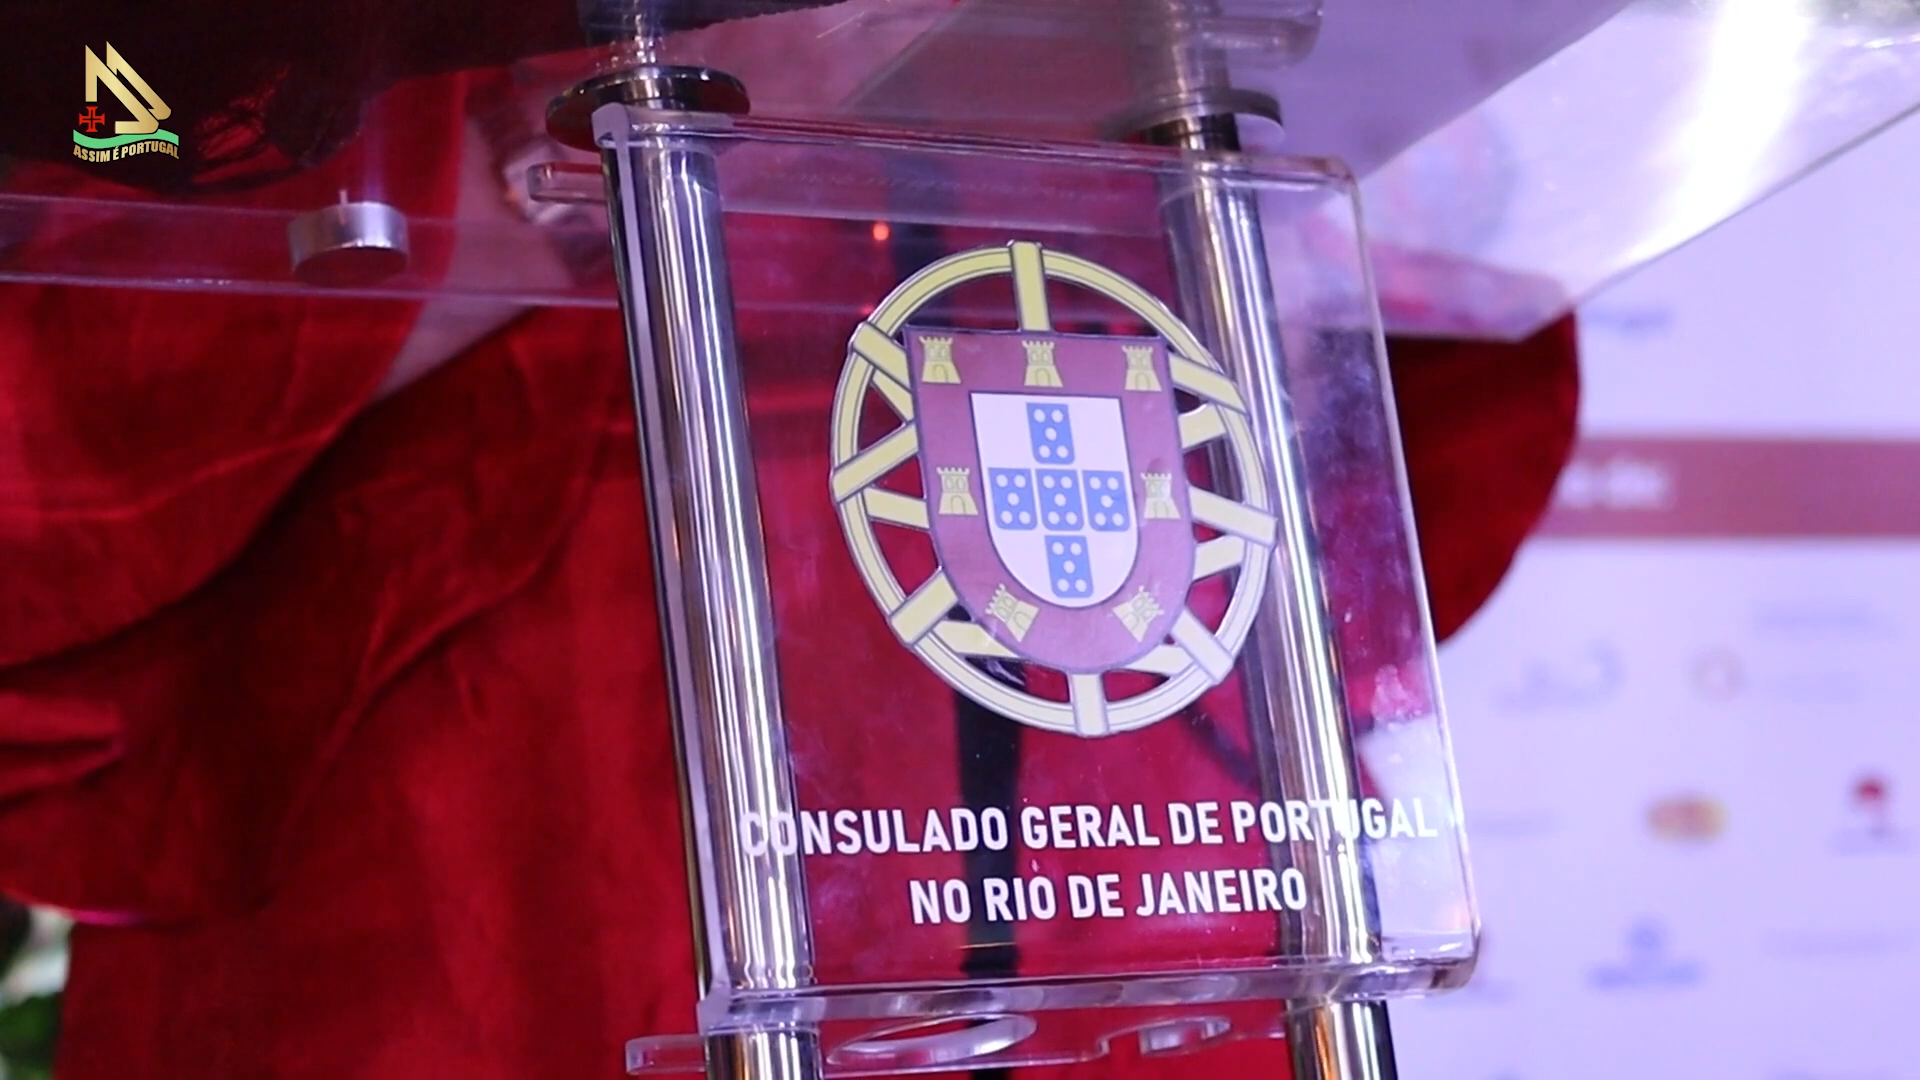 ASSIM É PORTUGAL
CONSULADO GERAL DE PORTUGAL
NO RIO DE JANEIRO